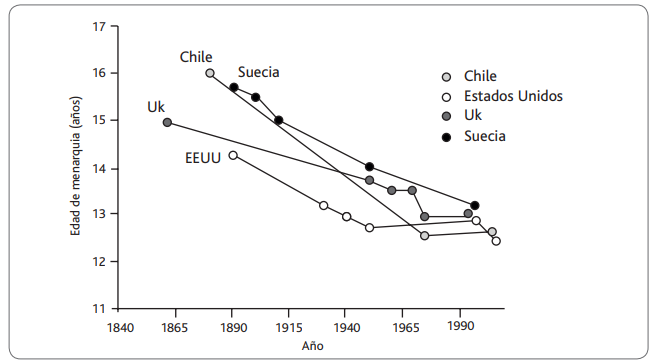 17
Chile
16
Suecia
Chile
Estados Unidos
Uk
15
Uk
Suecia
EEUU
14
13
12
11
Edad de menarquia (años)
1840 1865 1890 1915 1940 1965 1990
Año